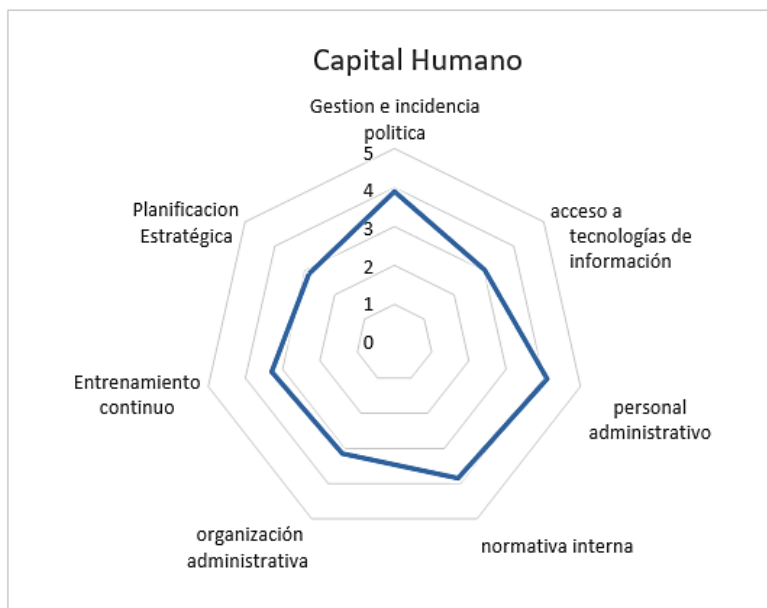 Capital Humano
Gestion e incidencia
politica
5
4
3
2
1
0
acceso a
tecnologías de
información
personal
administrativo
normativa interna
organización
administrativa
Entrenamiento
continuo
Planificacion
Estratégica